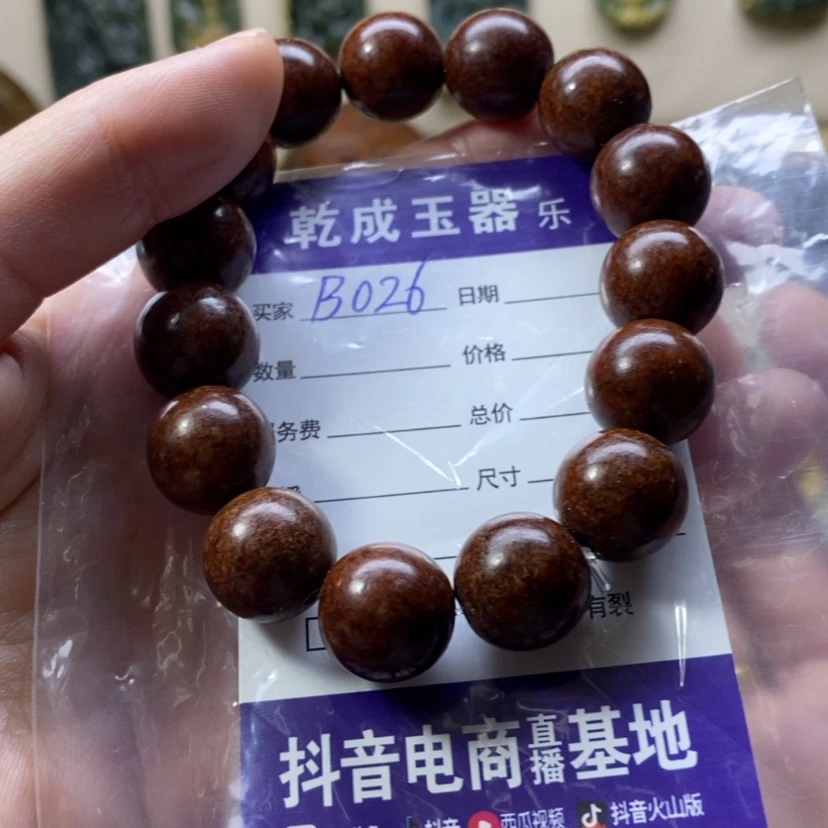 乾成玉器 乐
买家 B026 日期
数量 价格
务费 总价
尺寸
有裂
抖音电商直播基地
抖音 西瓜视频 抖音火山版